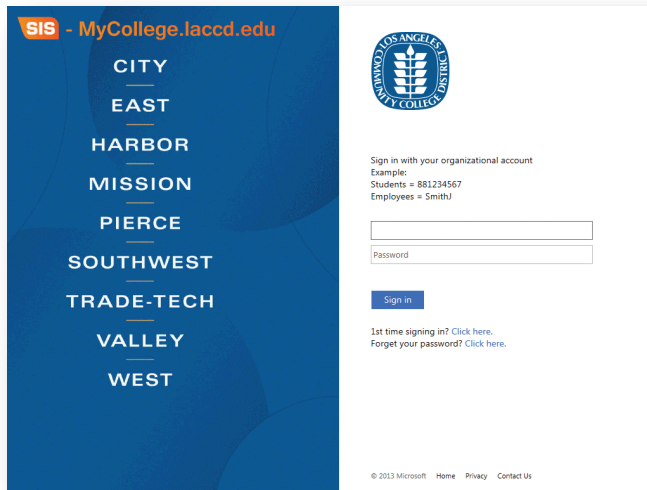 SIS - MyCollege.laccd.edu
CITY
EAST
HARBOR
MISSION
PIERCE
SOUTHWEST
TRADE-TECH
VALLEY
WEST
LOS ANGELES
COMMUNITY COLLEGE DISTRICT
Sign in with your organizational account
Example:
Students = 881234567
Employees = SmithJ
Password
Sign in
1st time signing in? Click here.
Forget your password? Click here.
© 2013 Microsoft Home Privacy Contact Us